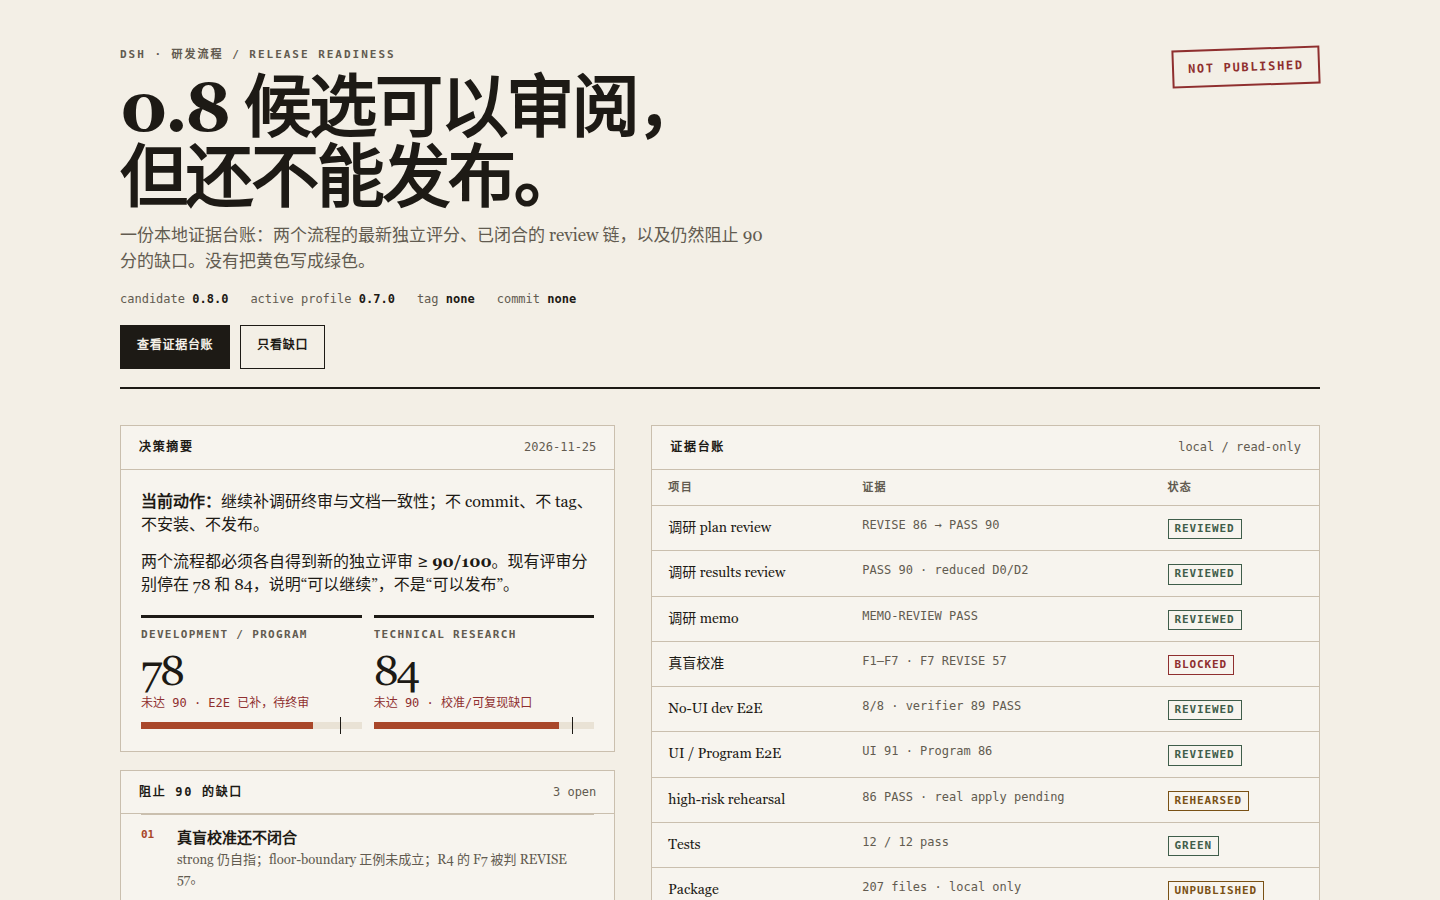 DSH · 研发流程 / RELEASE READINESS
NOT PUBLISHED
0.8 候选可以审阅，
但还不能发布。
一份本地证据台账：两个流程的最新独立评分、已闭合的 review 链，以及仍然阻止 90
分的缺口。没有把黄色写成绿色。
candidate 0.8.0 active profile 0.7.0 tag none commit none
查看证据台账 只看缺口
决策摘要 2026-11-25
当前动作：继续补调研终审与文档一致性；不 commit、不 tag、
不安装、不发布。
两个流程都必须各自得到新的独立评审 ≥ 90/100。现有评审分
别停在 78 和 84，说明“可以继续”，不是“可以发布”。
DEVELOPMENT / PROGRAM
78
未达 90 · E2E 已补，待终审
TECHNICAL RESEARCH
84
未达 90 · 校准/可复现缺口
阻止 90 的缺口 3 open
01 真盲校准还不闭合
strong 仍自指；floor-boundary 正例未成立；R4 的 F7 被判 REVISE
57。
证据台账 local / read-only
项目 证据 状态
调研 plan review REVISE 86 → PASS 90 REVIEWED
调研 results review PASS 90 · reduced D0/D2 REVIEWED
调研 memo MEMO-REVIEW PASS REVIEWED
真盲校准 F1–F7 · F7 REVISE 57 BLOCKED
No-UI dev E2E 8/8 · verifier 89 PASS REVIEWED
UI / Program E2E UI 91 · Program 86 REVIEWED
high-risk rehearsal 86 PASS · real apply pending REHEARSED
Tests 12 / 12 pass GREEN
Package 207 files · local only UNPUBLISHED